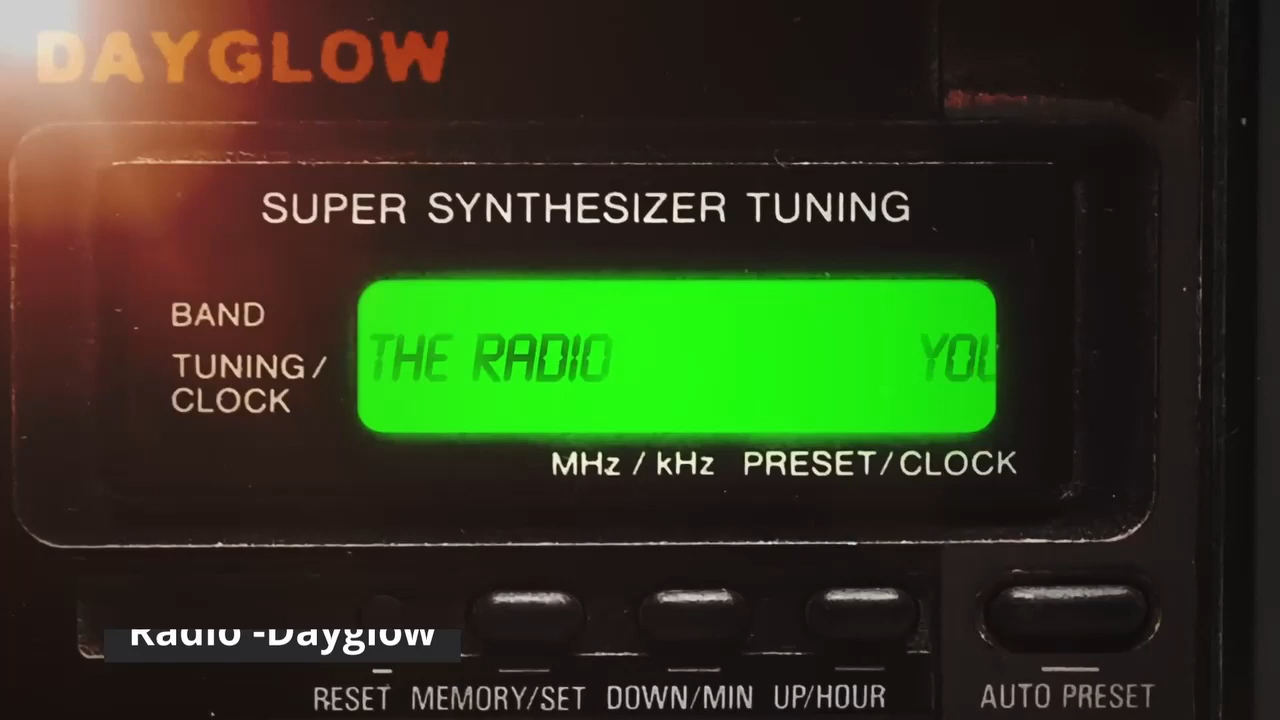 DAYGLOW
SUPER SYNTHESIZER TUNING
BAND
TUNING/
CLOCK
THE RADIO YOU
MHz / kHz PRESET/CLOCK
Radio -Dayglow
RESET MEMORY/SET DOWN/MIN UP/HOUR AUTO PRESET